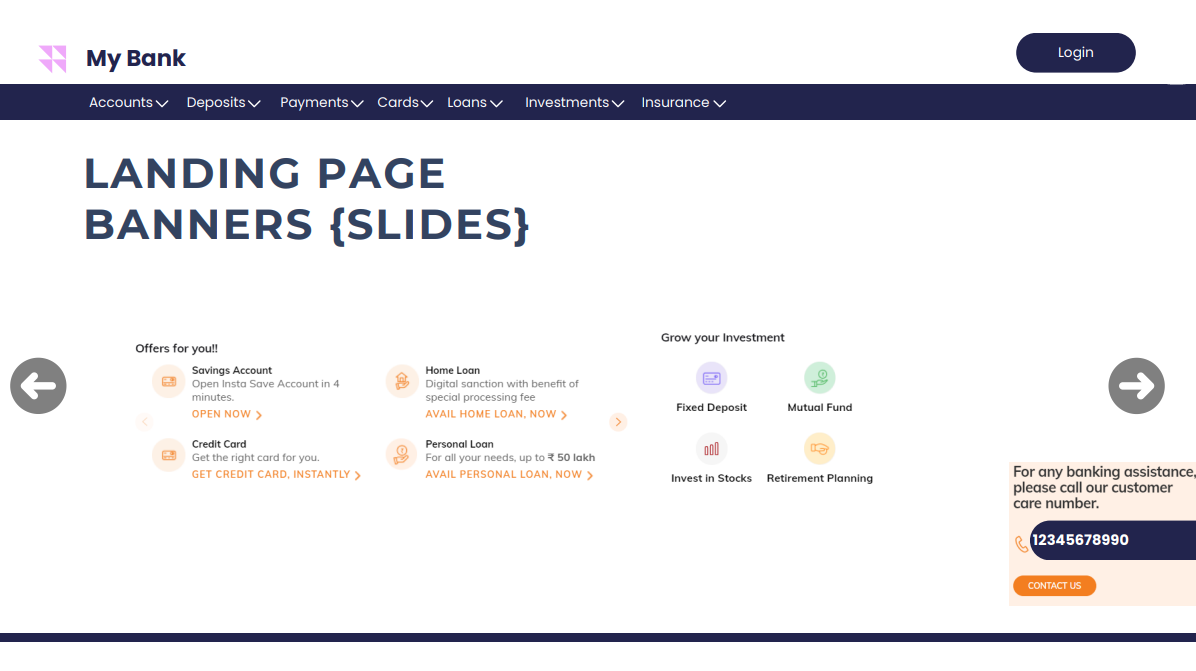 My Bank
Login
Accounts Deposits Payments Cards Loans Investments Insurance
LANDING PAGE
BANNERS {SLIDES}
Offers for you!!
Savings Account
Open Insta Save Account in 4
minutes.
OPEN NOW
Home Loan
Digital sanction with benefit of
special processing fee
AVAIL HOME LOAN, NOW
Credit Card
Get the right card for you.
GET CREDIT CARD, INSTANTLY
Personal Loan
For all your needs, up to ₹ 50 lakh
AVAIL PERSONAL LOAN, NOW
Grow your Investment
Fixed Deposit
Mutual Fund
Invest in Stocks
Retirement Planning
For any banking assistance,
please call our customer
care number.
12345678990
CONTACT US